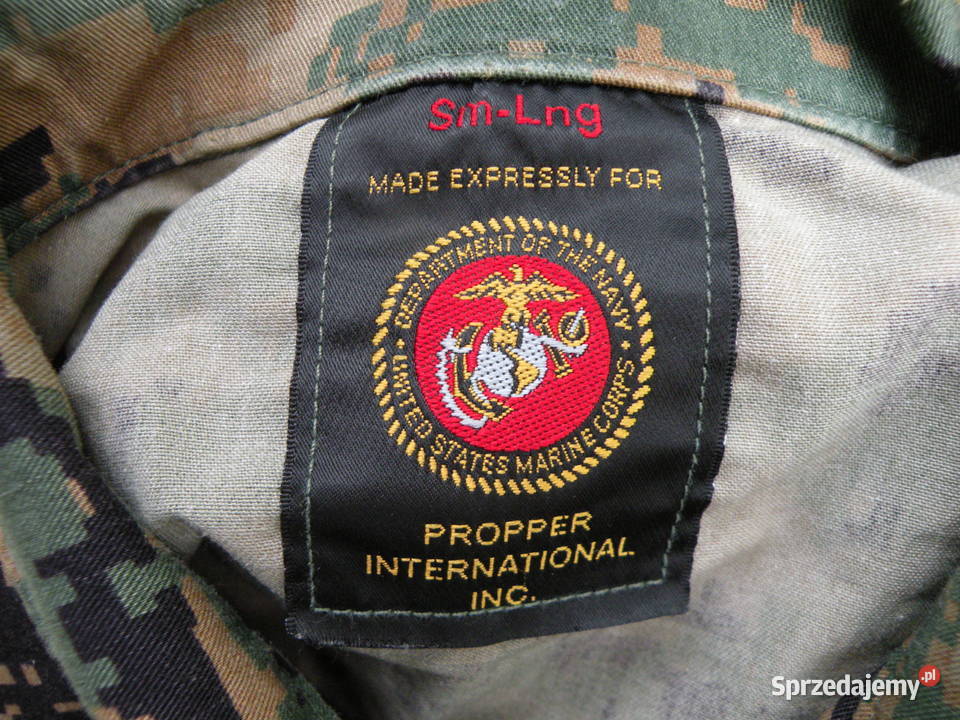 Sm-Lng
MADE EXPRESSLY FOR
DEPARTMENT OF THE NAVY
UNITED STATES MARINE CORPS
PROPPER
INTERNATIONAL
INC.
Sprzedajemy.pl